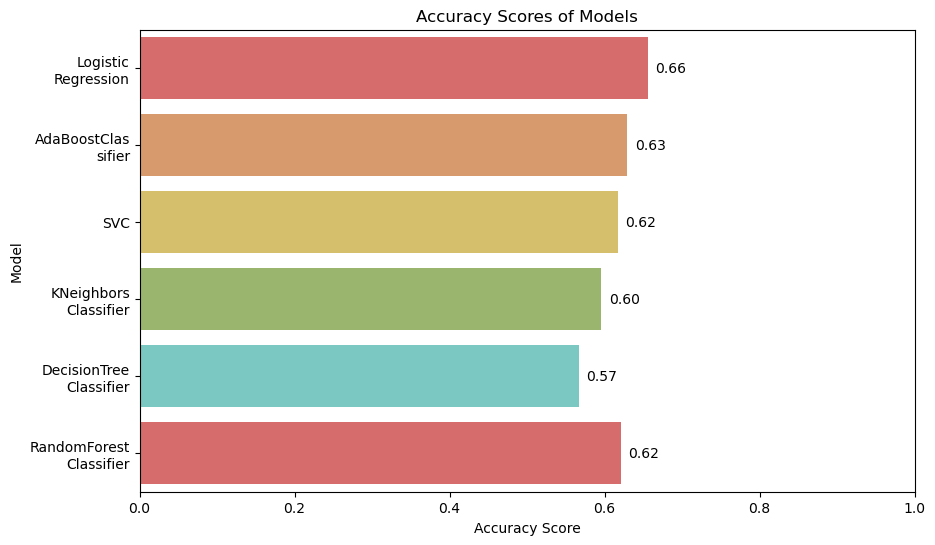 Accuracy Scores of Models
Logistic
Regression
0.66
AdaBoostClas
sifier
0.63
SVC
0.62
KNeighbors
Classifier
0.60
DecisionTree
Classifier
0.57
RandomForest
Classifier
0.62
Model
0.0 0.2 0.4 0.6 0.8 1.0
Accuracy Score